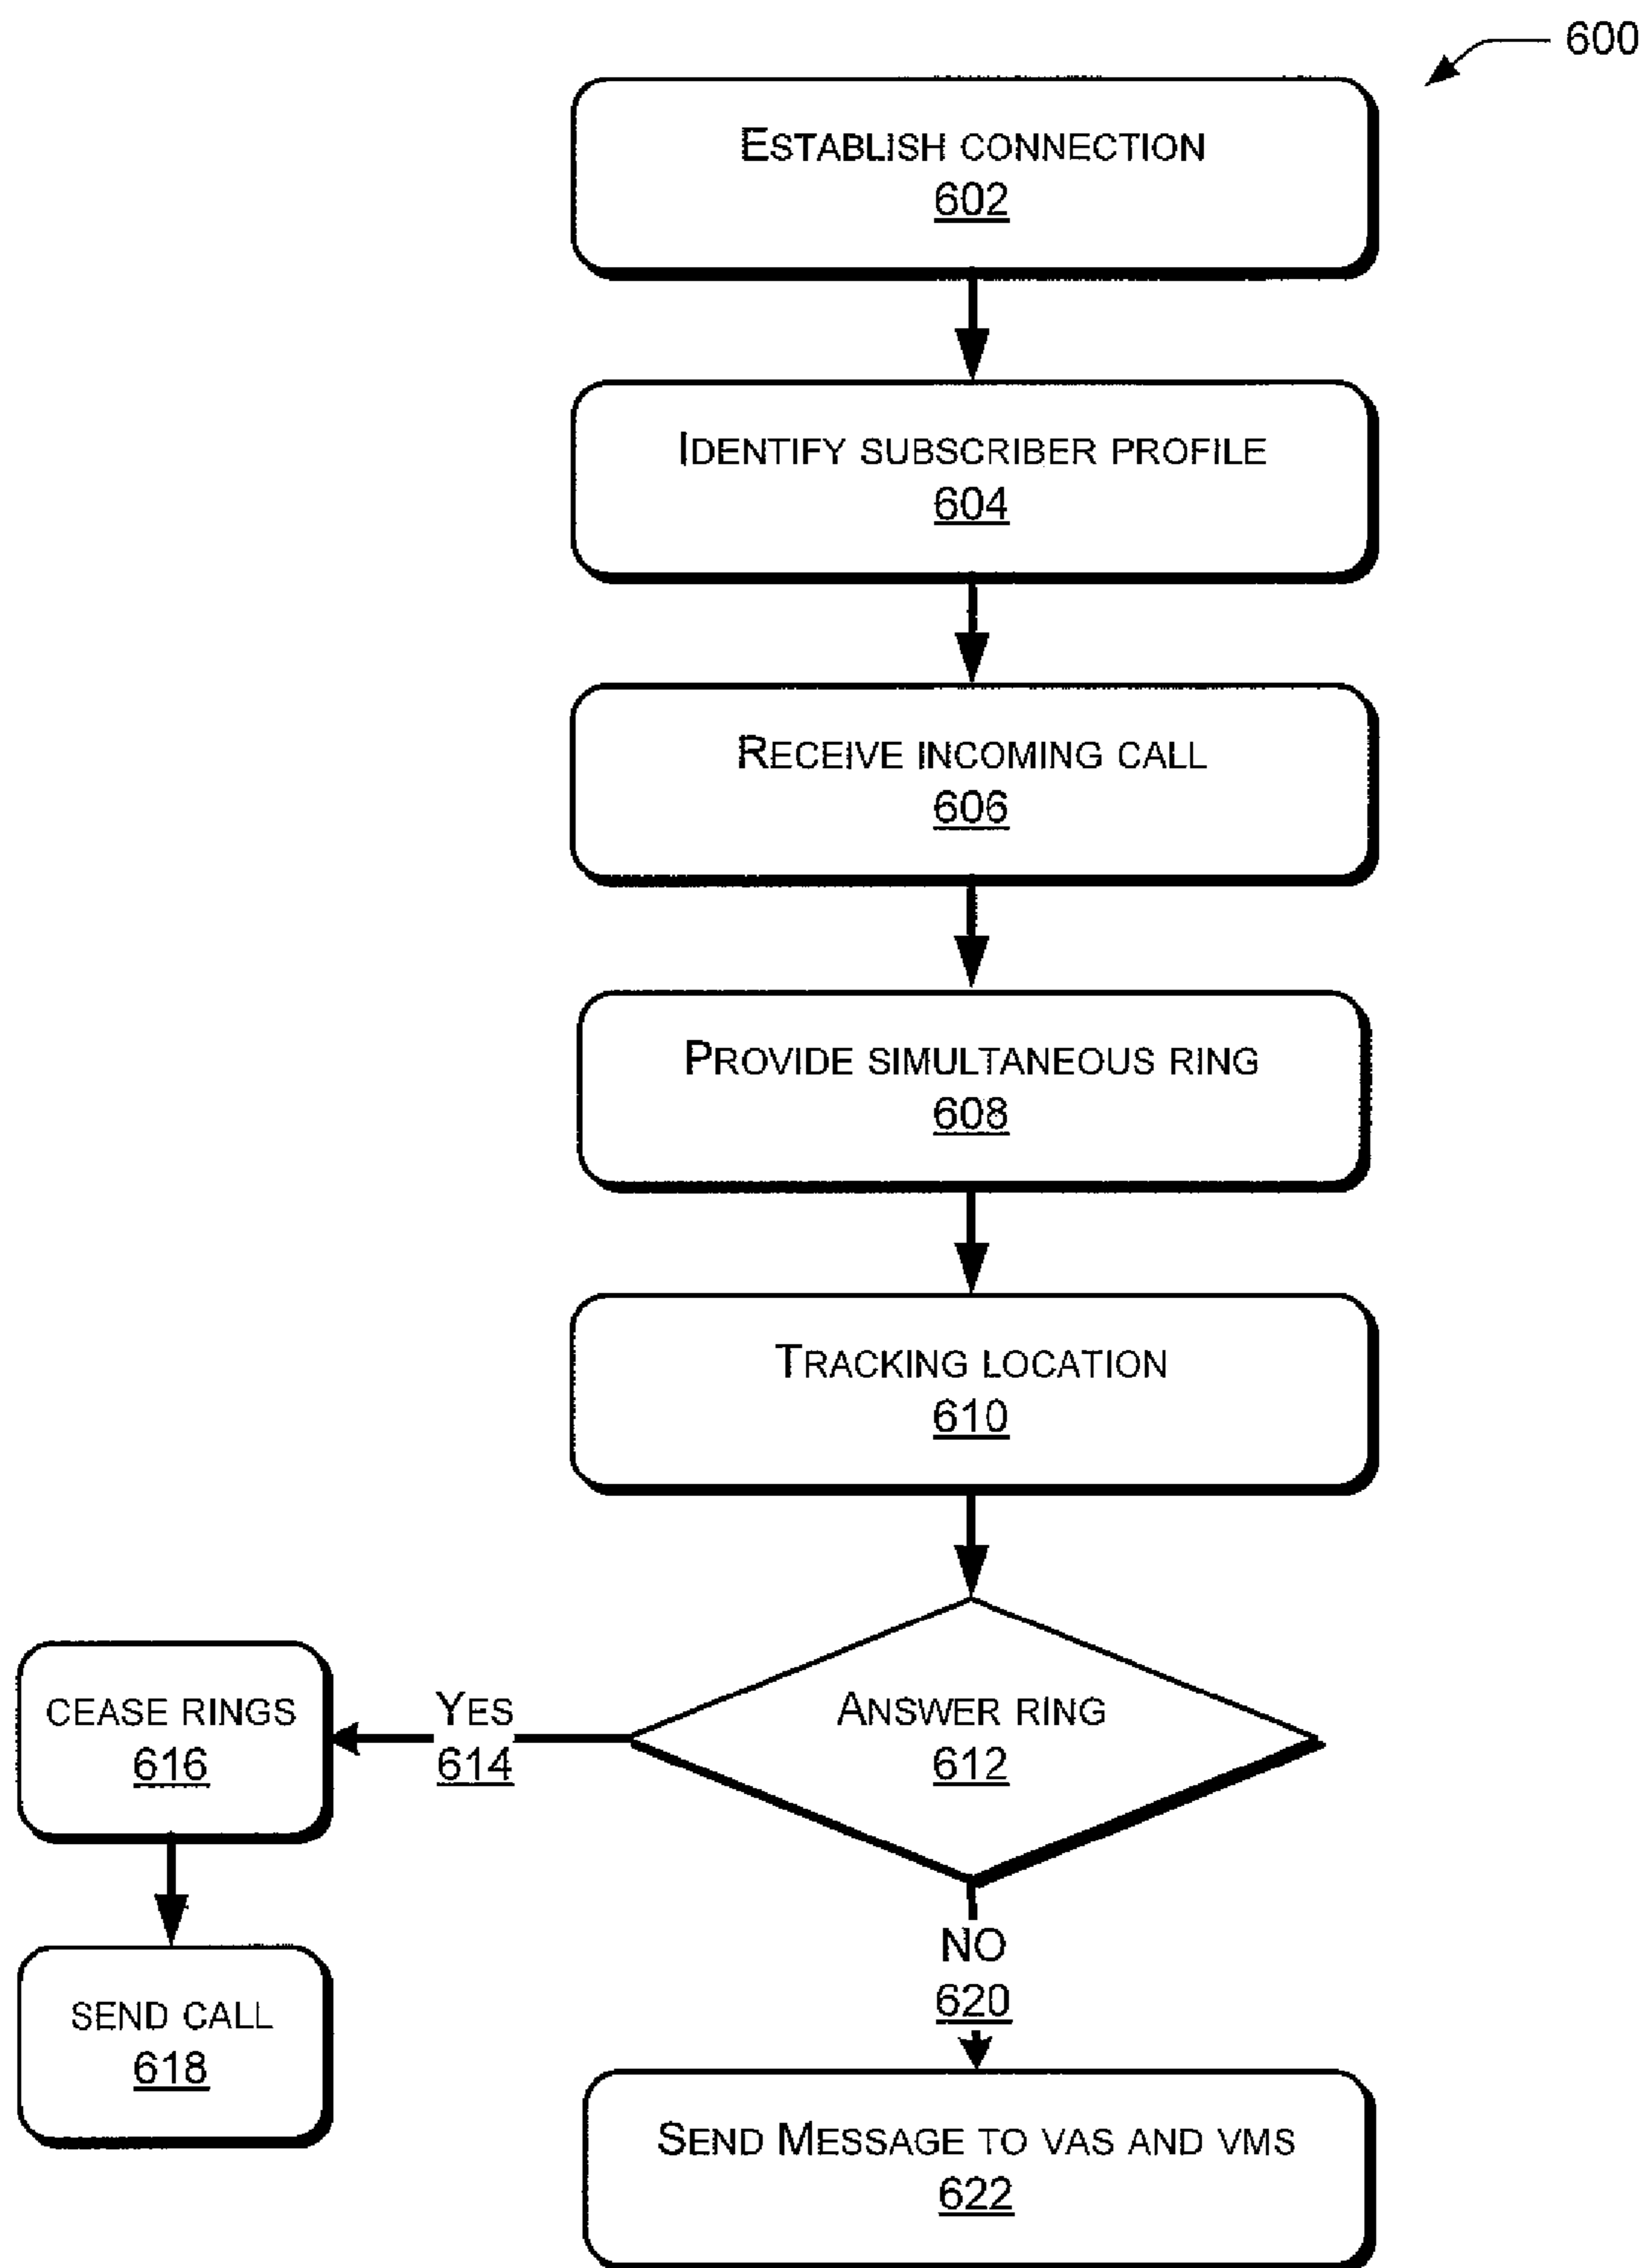 600
ESTABLISH CONNECTION
602
IDENTIFY SUBSCRIBER PROFILE
604
RECEIVE INCOMING CALL
606
PROVIDE SIMULTANEOUS RING
608
TRACKING LOCATION
610
ANSWER RING
612
YES
614
CEASE RINGS
616
SEND CALL
618
NO
620
SEND MESSAGE TO VAS AND VMS
622